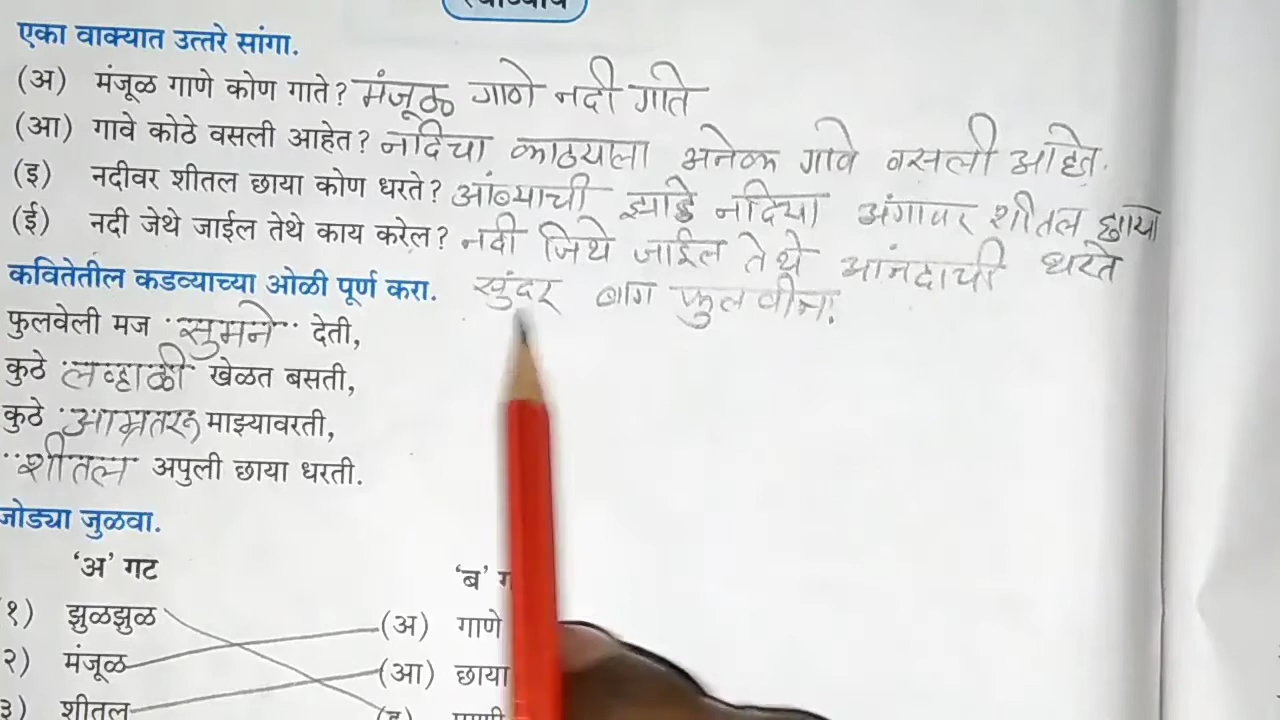 स्वाध्याय
एका वाक्यात उत्तरे सांगा.
(अ) मंजूळ गाणे कोण गाते? मंजूळ गाणे नदी गाते
(आ) गावे कोठे वसली आहेत? नदिचा काठयाला अनेक गावे वसली आहेत.
(इ) नदीवर शीतल छाया कोण धरते? आंब्याची झाडे नदिया अंगावर शीतल छाया
धरते
(ई) नदी जेथे जाईल तेथे काय करेल? नदी जिथे जाईल तेथे आंनदाची
सुंदर बाग फुलवीन.
कवितेतील कडव्याच्या ओळी पूर्ण करा.
फुलवेली मज सुमने देती,
कुठे लव्हाळी खेळत बसती,
कुठे आम्रतरू माझ्यावरती,
शीतल अपुली छाया धरती.
जोड्या जुळवा.
'अ' गट
'ब'
१) झुळझुळ
(अ) गाणे
२) मंजूळ
(आ) छाया
३) शीतल